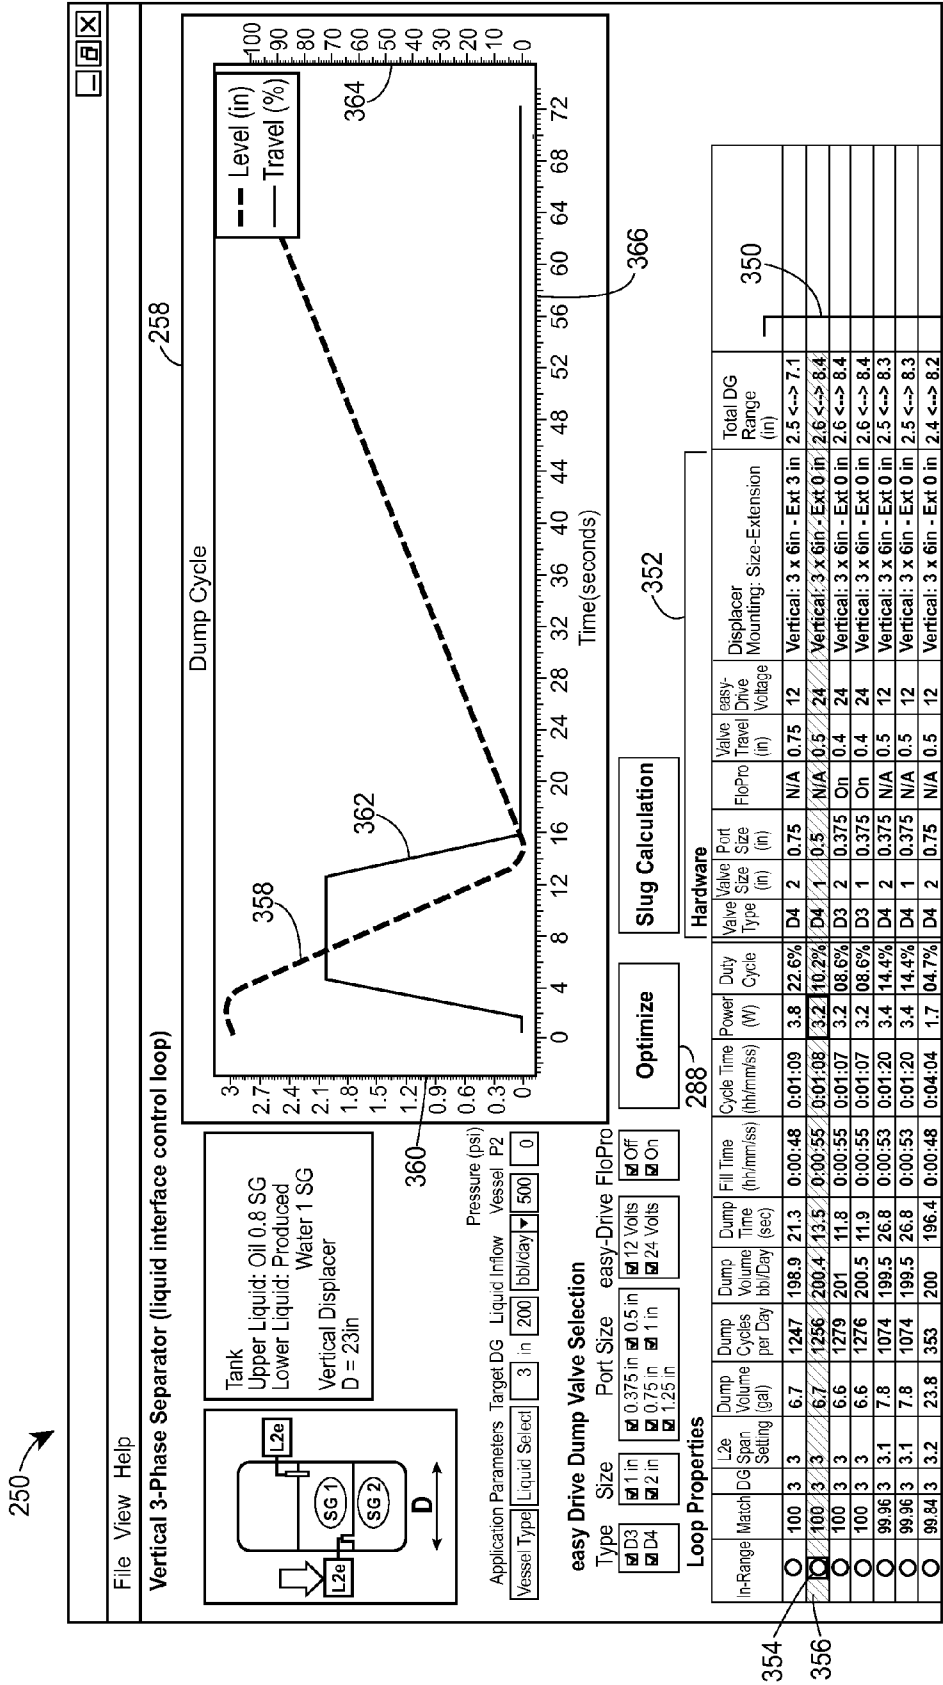 250
File View Help
Vertical 3-Phase Separator (liquid interface control loop)
L2e
SG 1
SG 2
L2e
D
Tank
Upper Liquid: Oil 0.8 SG
Lower Liquid: Produced
Water 1 SG
Vertical Displacer
D = 23in
258
Dump Cycle
3
2.7
2.4
2.1
1.8
1.5
1.2
0.9
0.6
0.3
0
360
358
362
Level (in)
Travel (%)
100
90
80
70
60
50
40
30
20
10
0
364
0 4 8 12 16 20 24 28 32 36 40 44 48 52 56 60 64 68 72
Time(seconds)
366
Application Parameters Target DG Liquid Inflow Pressure (psi)
Vessel P2
Vessel Type Liquid Select 3 in 200 bbl/day 500 0
easy Drive Dump Valve Selection
Type Size Port Size easy-Drive FloPro
D3 1 in 0.375 in 0.5 in 12 Volts Off
D4 2 in 0.75 in 1 in 24 Volts On
1.25 in
Optimize
288
Slug Calculation
352
350
Loop Properties
Hardware
In-Range Match DG L2e Span Setting Dump Volume (gal) Dump Cycles per Day Dump Volume bbl/Day Dump Time (sec) Fill Time (hh/mm/ss) Cycle Time (hh/mm/ss) Power (W) Duty Cycle Valve Type Valve Size (in) Port Size (in) FloPro Valve Travel (in) easy-Drive Voltage Displacer Mounting: Size-Extension Total DG Range (in)
100 3 3 6.7 1247 198.9 21.3 0:00:48 0:01:09 3.8 22.6% D4 2 0.75 N/A 0.75 12 Vertical: 3 x 6in - Ext 3 in 2.5 <--> 7.1
100 3 3 6.7 1256 200.4 13.5 0:00:55 0:01:08 3.2 10.2% D4 1 0.5 N/A 0.5 24 Vertical: 3 x 6in - Ext 0 in 2.6 <--> 8.4
100 3 3 6.6 1279 201 11.8 0:00:55 0:01:07 3.2 08.6% D3 2 0.375 On 0.4 24 Vertical: 3 x 6in - Ext 0 in 2.6 <--> 8.4
100 3 3 6.6 1276 200.5 11.9 0:00:55 0:01:07 3.2 08.6% D3 1 0.375 On 0.4 24 Vertical: 3 x 6in - Ext 0 in 2.6 <--> 8.4
99.96 3 3.1 7.8 1074 199.5 26.8 0:00:53 0:01:20 3.4 14.4% D4 2 0.375 N/A 0.5 12 Vertical: 3 x 6in - Ext 0 in 2.5 <--> 8.3
99.96 3 3.1 7.8 1074 199.5 26.8 0:00:53 0:01:20 3.4 14.4% D4 1 0.375 N/A 0.5 12 Vertical: 3 x 6in - Ext 0 in 2.5 <--> 8.3
99.84 3 3.2 23.8 353 200 196.4 0:00:48 0:04:04 1.7 04.7% D4 2 0.75 N/A 0.5 12 Vertical: 3 x 6in - Ext 0 in 2.4 <--> 8.2
354
356